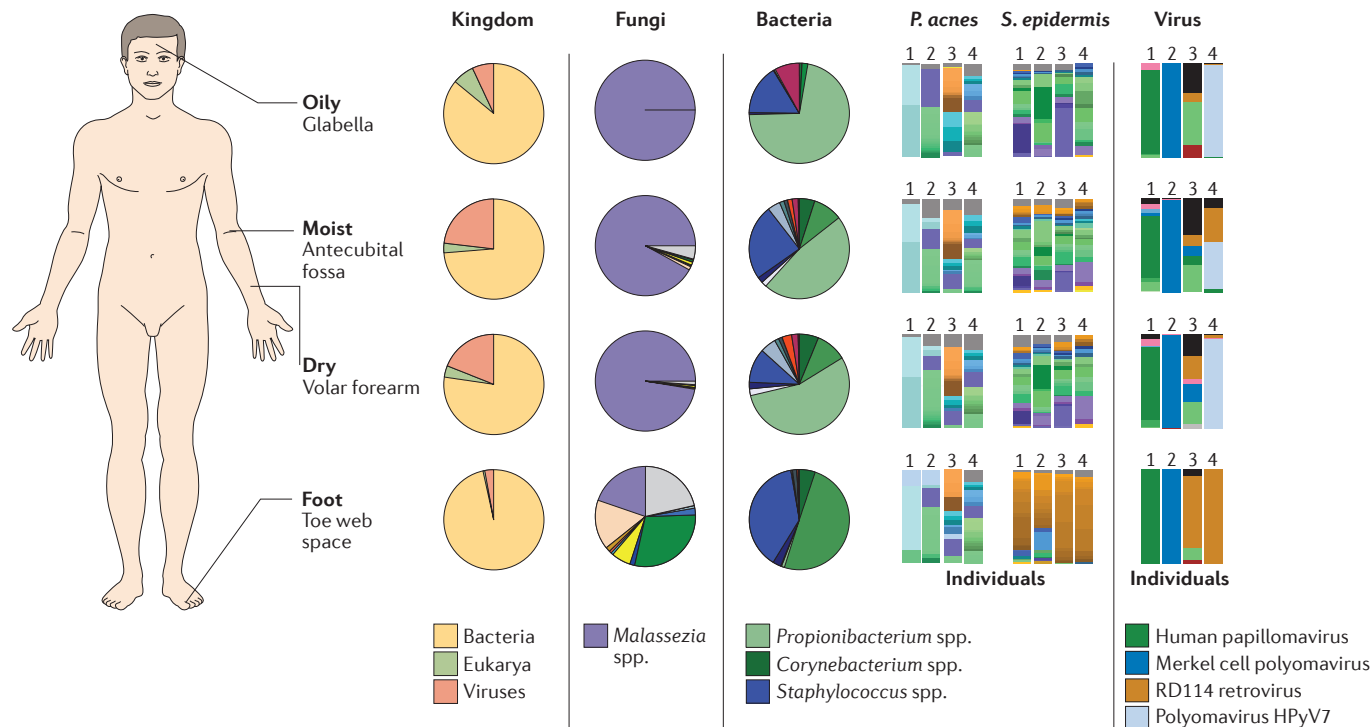 Kingdom
Fungi
Bacteria
P. acnes
S. epidermis
Virus
1 2 3 4
1 2 3 4
1 2 3 4
Oily
Glabella
1 2 3 4
1 2 3 4
1 2 3 4
Moist
Antecubital
fossa
1 2 3 4
1 2 3 4
1 2 3 4
Dry
Volar forearm
1 2 3 4
1 2 3 4
1 2 3 4
Foot
Toe web
space
Individuals
Individuals
Bacteria
Eukarya
Viruses
Malassezia
spp.
Propionibacterium spp.
Corynebacterium spp.
Staphylococcus spp.
Human papillomavirus
Merkel cell polyomavirus
RD114 retrovirus
Polyomavirus HPyV7